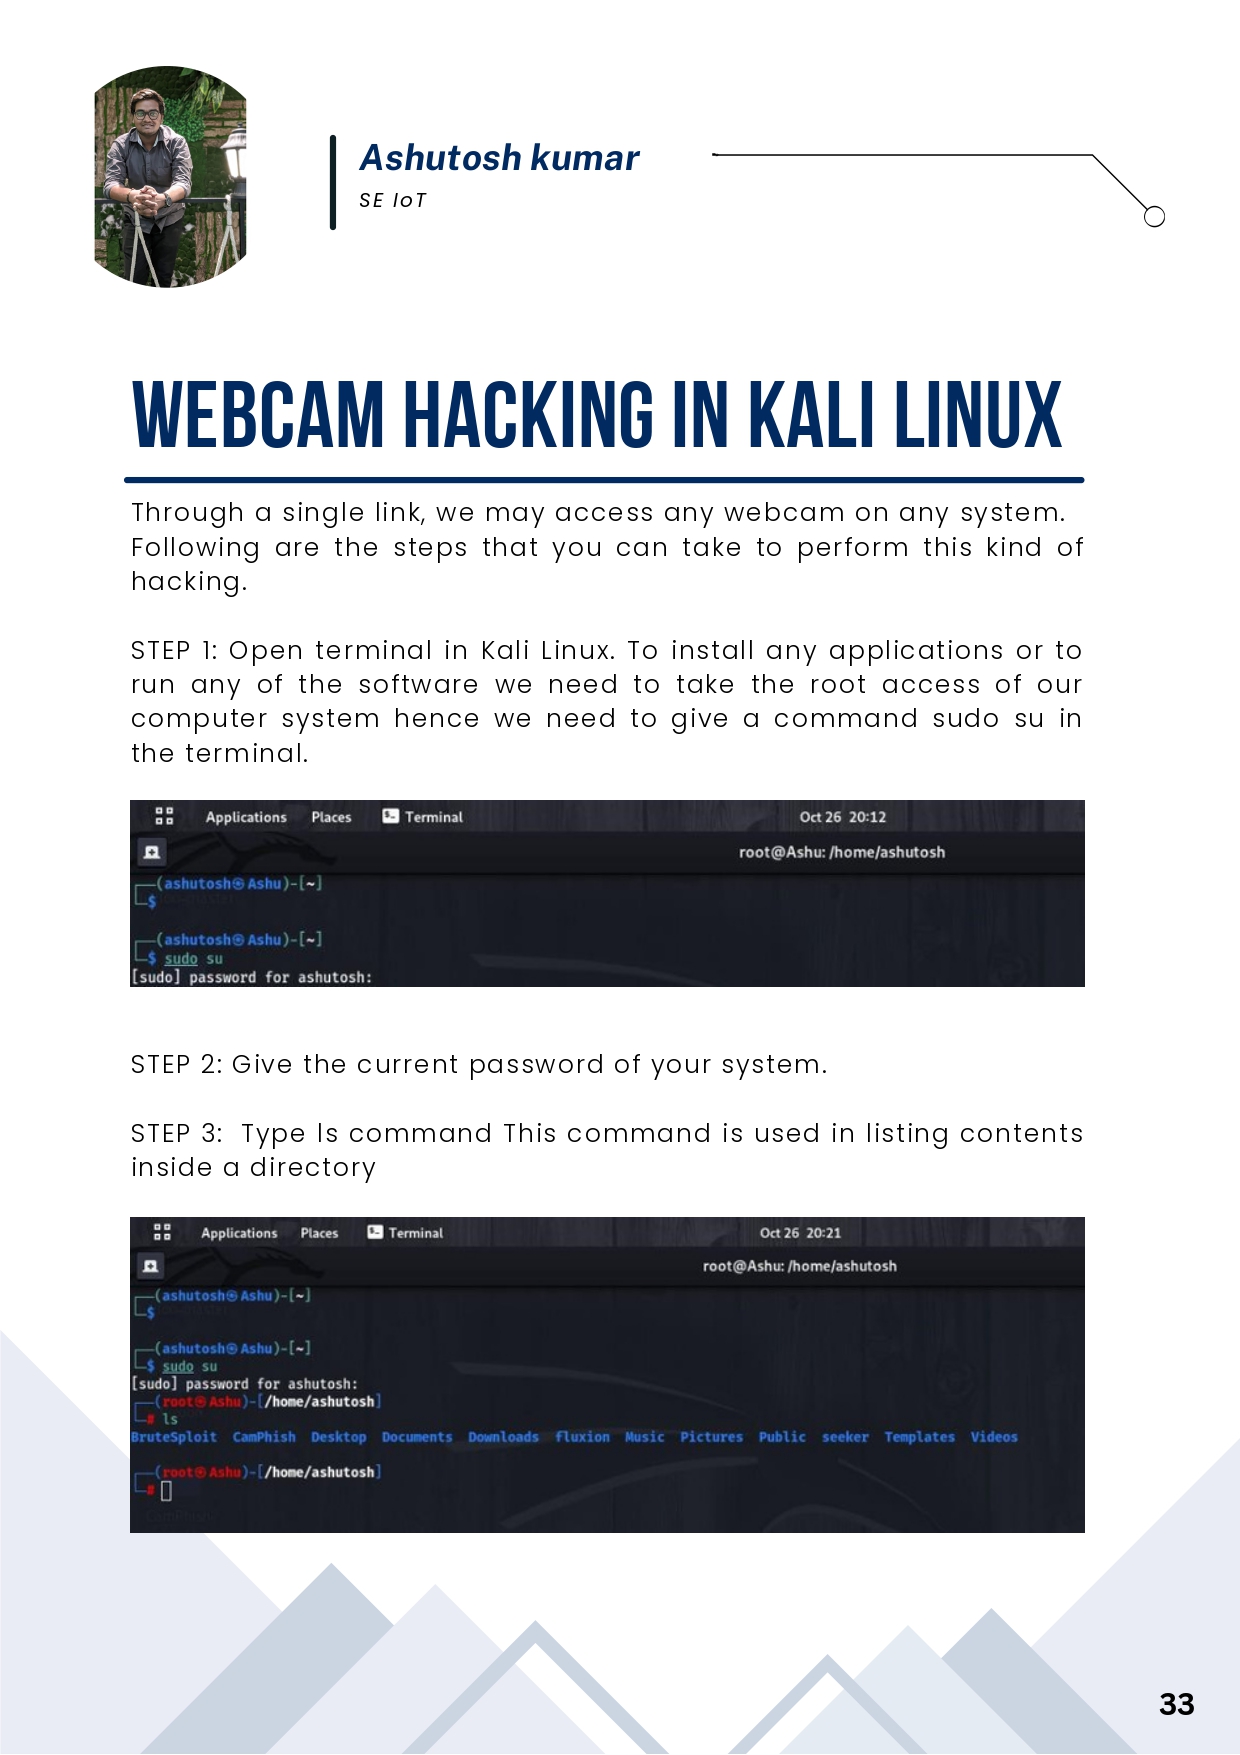 Ashutosh kumar
SE IoT
WEBCAM HACKING IN KALI LINUX
Through a single link, we may access any webcam on any system.
Following are the steps that you can take to perform this kind of
hacking.
STEP 1: Open terminal in Kali Linux. To install any applications or to
run any of the software we need to take the root access of our
computer system hence we need to give a command sudo su in
the terminal.
Applications Places Terminal Oct 26 20:12
root@Ashu: /home/ashutosh
┌──(ashutosh㉿Ashu)-[~]
└─$
┌──(ashutosh㉿Ashu)-[~]
└─$ sudo su
[sudo] password for ashutosh:
STEP 2: Give the current password of your system.
STEP 3: Type ls command This command is used in listing contents
inside a directory
Applications Places Terminal Oct 26 20:21
root@Ashu: /home/ashutosh
┌──(ashutosh㉿Ashu)-[~]
└─$
┌──(ashutosh㉿Ashu)-[~]
└─$ sudo su
[sudo] password for ashutosh:
┌──(root㉿Ashu)-[/home/ashutosh]
└─# ls
BruteSploit CamPhish Desktop Documents Downloads fluxion Music Pictures Public seeker Templates Videos
┌──(root㉿Ashu)-[/home/ashutosh]
└─#
33